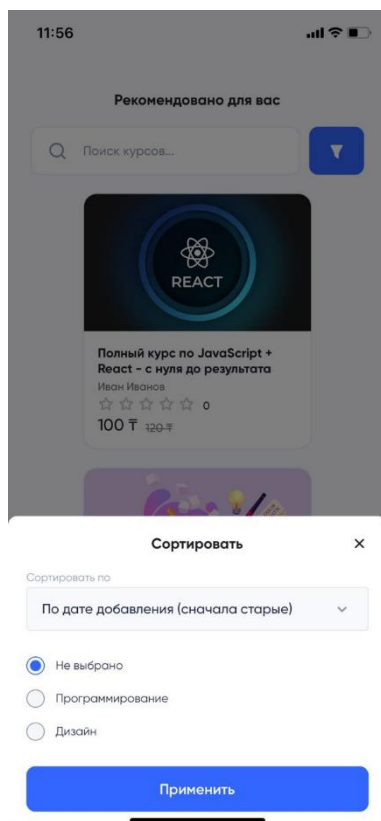 11:56
Рекомендовано для вас
Поиск курсов...
REACT
Полный курс по JavaScript +
React - с нуля до результата
Иван Иванов
0
100 ₸ 120 ₸
Сортировать
Сортировать по
По дате добавления (сначала старые)
Не выбрано
Программирование
Дизайн
Применить